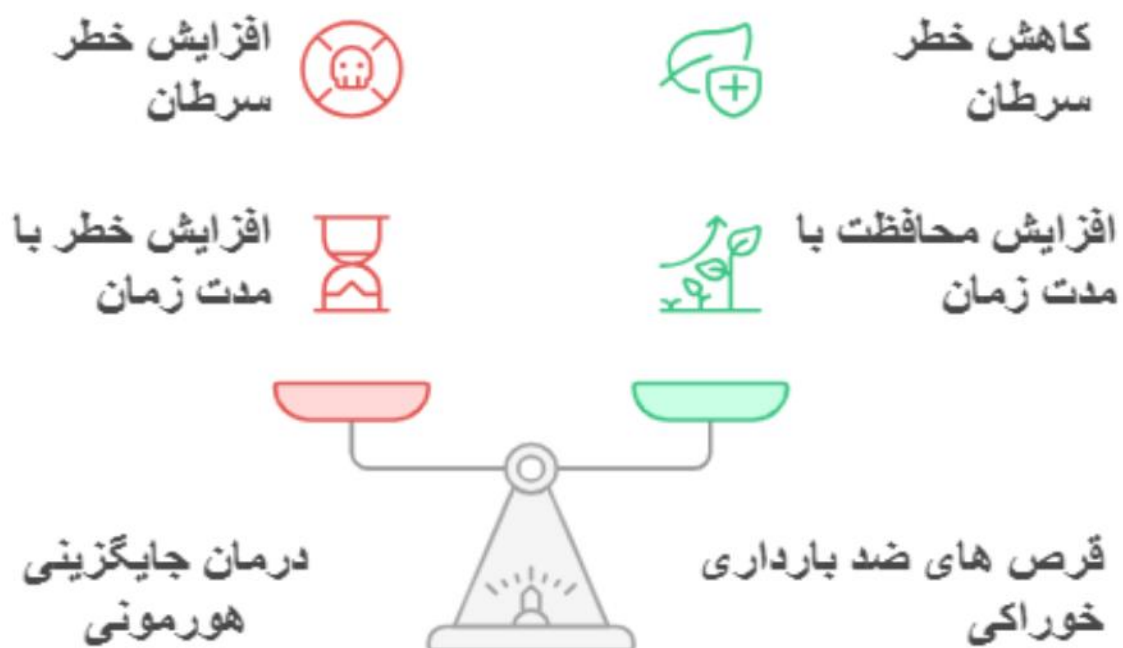 کاهش خطر
سرطان
افزایش خطر
سرطان
افزایش محافظت با
مدت زمان
افزایش خطر با
مدت زمان
قرص های ضد بارداری
خوراکی
درمان جایگزینی
هورمونی